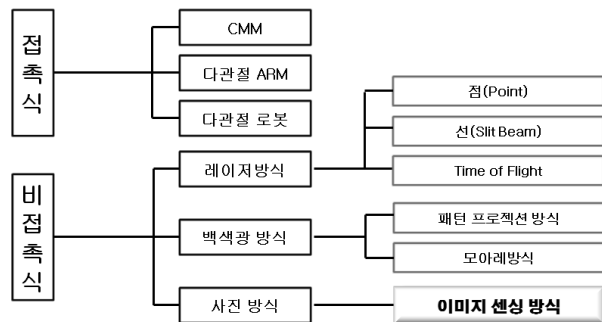 접촉식
CMM
다관절 ARM
다관절 로봇
비접촉식
레이저방식
점(Point)
선(Slit Beam)
Time of Flight
백색광 방식
패턴 프로젝션 방식
모아레방식
사진 방식
이미지 센싱 방식